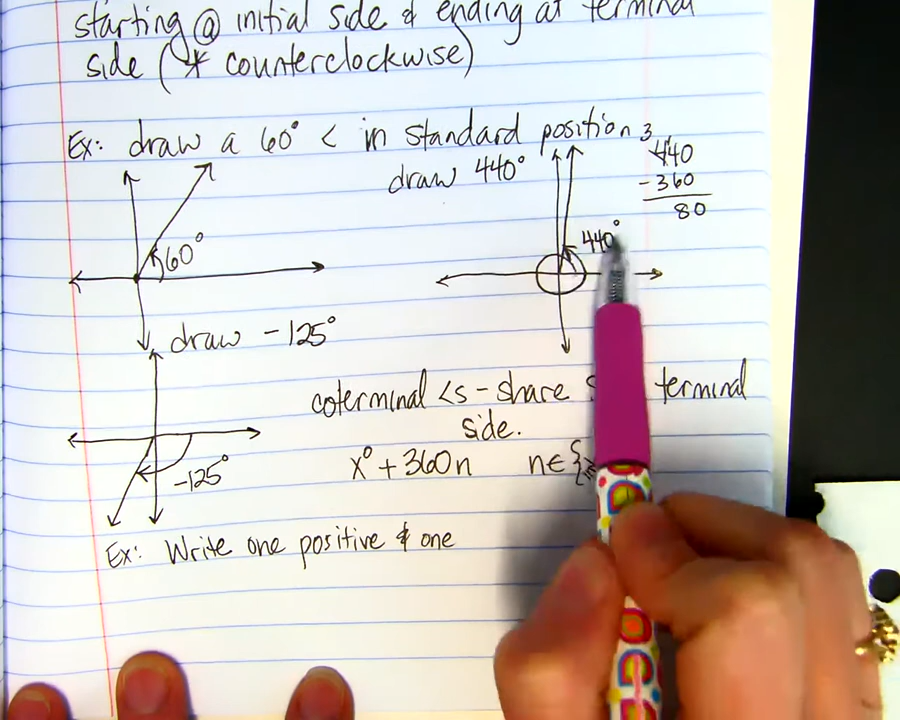 starting @ initial side & ending at terminal
side (* counterclockwise)
Ex: draw a 60° < in standard position
draw 440°
3
440
-360
80
60°
440°
draw -125°
coterminal <s - share terminal
side.
x° + 360n n∈{
-125°
Ex: Write one positive & one